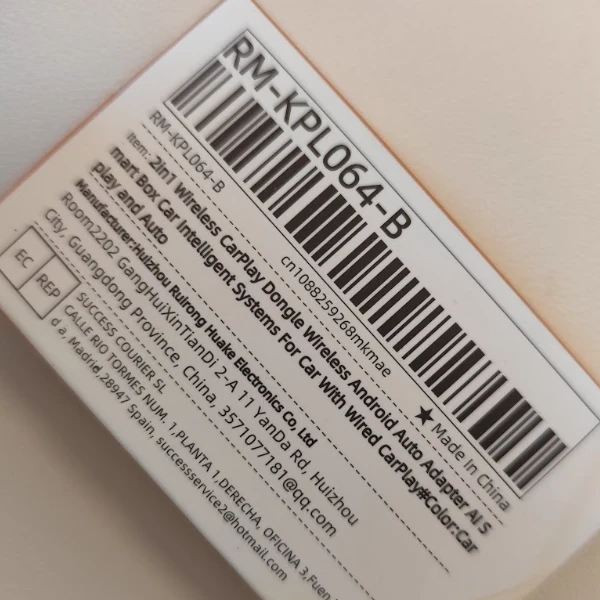 RM-KPL064-B
RM-KPL064-B
cn1088259268mkmae
★ Made In China
Item: 2in1 Wireless CarPlay Dongle Wireless Android Auto Adapter AI S
mart Box Car Intelligent Systems For Car With Wired CarPlay#Color:Car
play and Auto
Manufacturer:Huizhou Ruirong Huake Electronics Co, Ltd
Room2202 GangHuiXinTianDi 2-A 11 YanDa Rd, Huizhou
City, Guangdong Province, China, 3571077181@qq.com
EC REP
SUCCESS COURIER SL
CALLE RIO TORMES NUM. 1,PLANTA 1,DERECHA, OFICINA 3,Fuen
d a, Madrid,28947 Spain, successservice2@hotmail.com